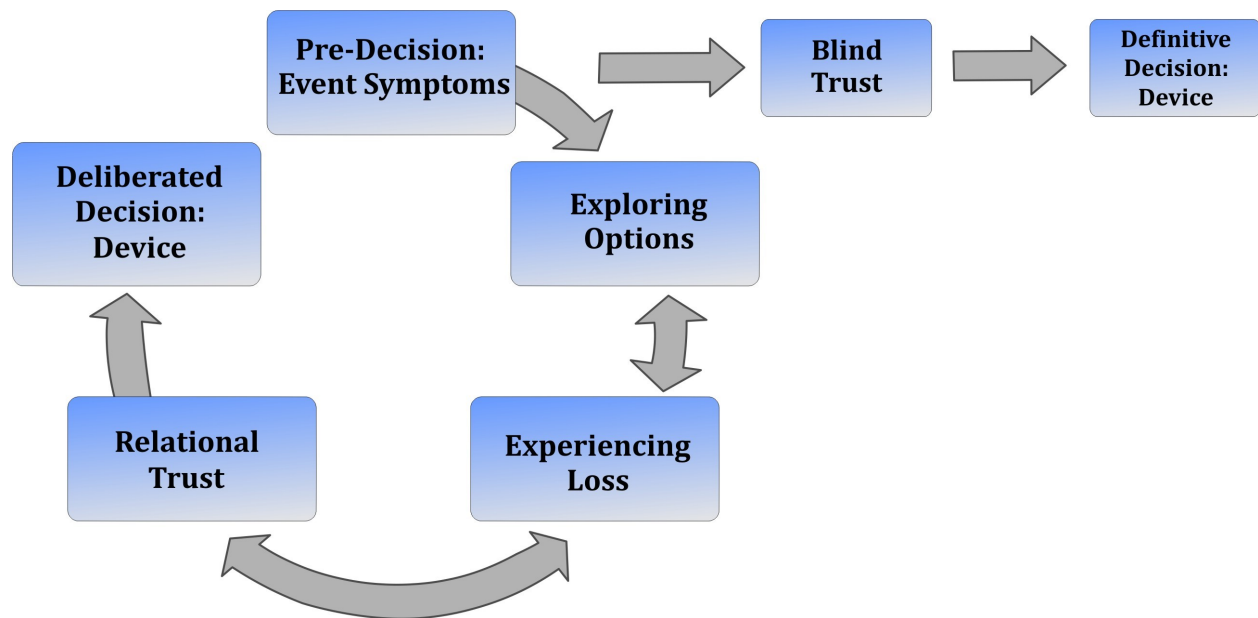 Pre-Decision:
Event Symptoms
Blind
Trust
Definitive
Decision:
Device
Deliberated
Decision:
Device
Exploring
Options
Relational
Trust
Experiencing
Loss